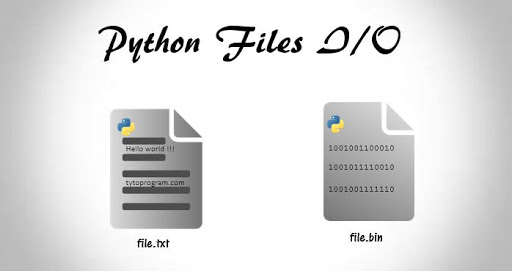 Python Files I/O
Hello world !!!
tytoprogram.com
file.txt
1001001100010
1001011110010
1001001111110
file.bin